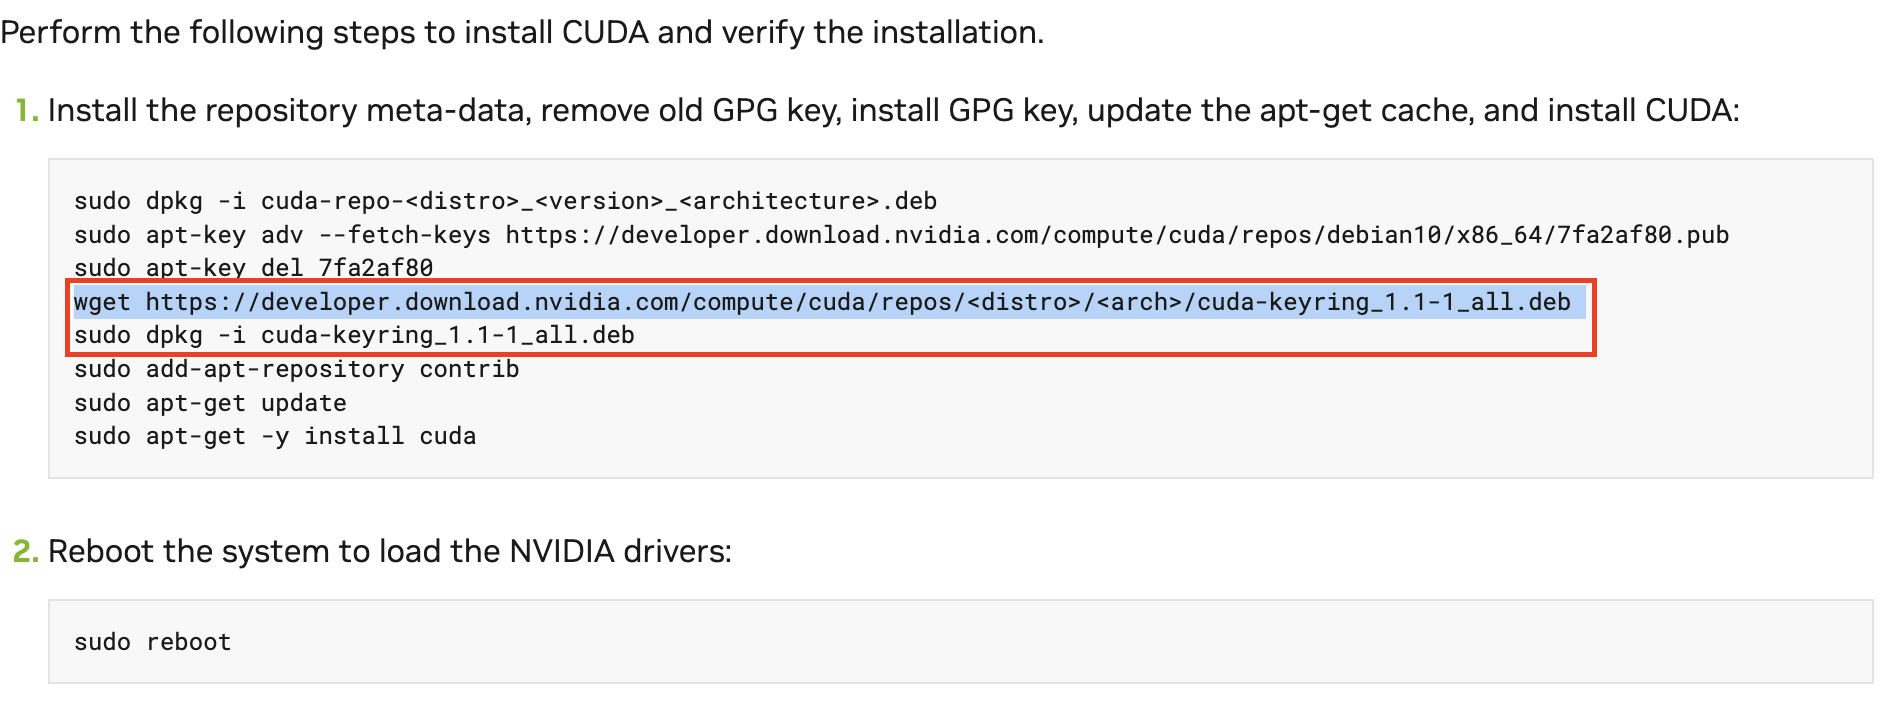 Perform the following steps to install CUDA and verify the installation.
1. Install the repository meta-data, remove old GPG key, install GPG key, update the apt-get cache, and install CUDA:
sudo dpkg -i cuda-repo-<distro>_<version>_<architecture>.deb
sudo apt-key adv --fetch-keys https://developer.download.nvidia.com/compute/cuda/repos/debian10/x86_64/7fa2af80.pub
sudo apt-key del 7fa2af80
wget https://developer.download.nvidia.com/compute/cuda/repos/<distro>/<arch>/cuda-keyring_1.1-1_all.deb
sudo dpkg -i cuda-keyring_1.1-1_all.deb
sudo add-apt-repository contrib
sudo apt-get update
sudo apt-get -y install cuda
2. Reboot the system to load the NVIDIA drivers:
sudo reboot